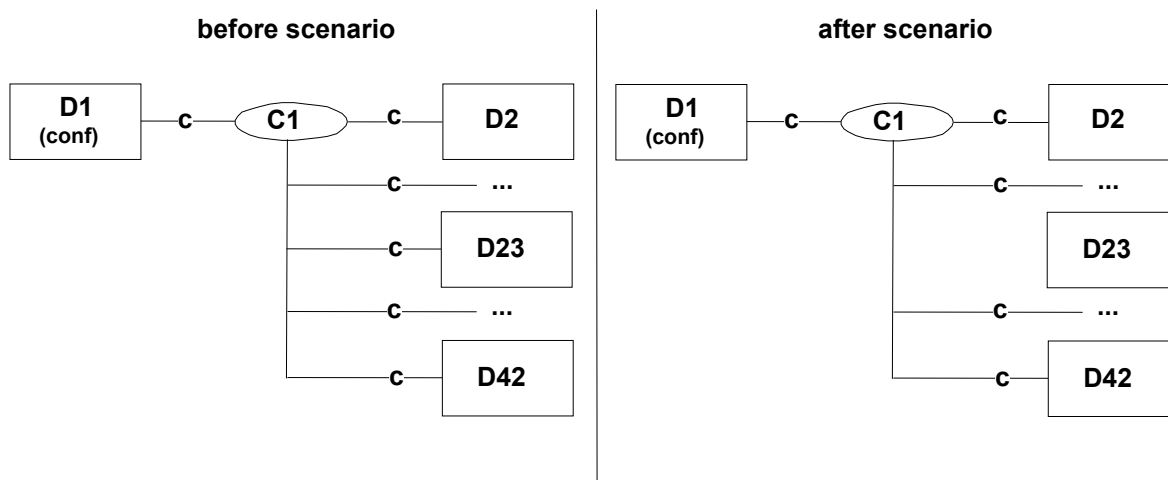 before scenario
D1
(conf)
c
C1
c
D2
c
...
c
D23
c
...
c
D42
after scenario
D1
(conf)
c
C1
c
D2
c
...
D23
c
...
c
D42